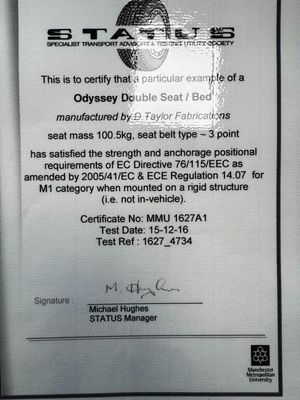 STATUS
SPECIALIST TRANSPORT ADVISORY & TESTING UTILITY SOCIETY
This is to certify that a particular example of a
Odyssey Double Seat / Bed
manufactured by D Taylor Fabrications
seat mass 100.5kg, seat belt type – 3 point
has satisfied the strength and anchorage positional
requirements of EC Directive 76/115/EEC as
amended by 2005/41/EC & ECE Regulation 14.07 for
M1 category when mounted on a rigid structure
(i.e. not in-vehicle).
Certificate No: MMU 1627A1
Test Date: 15-12-16
Test Ref : 1627_4734
M. Hughes
Signature :
Michael Hughes
STATUS Manager
Manchester
Metropolitan
University